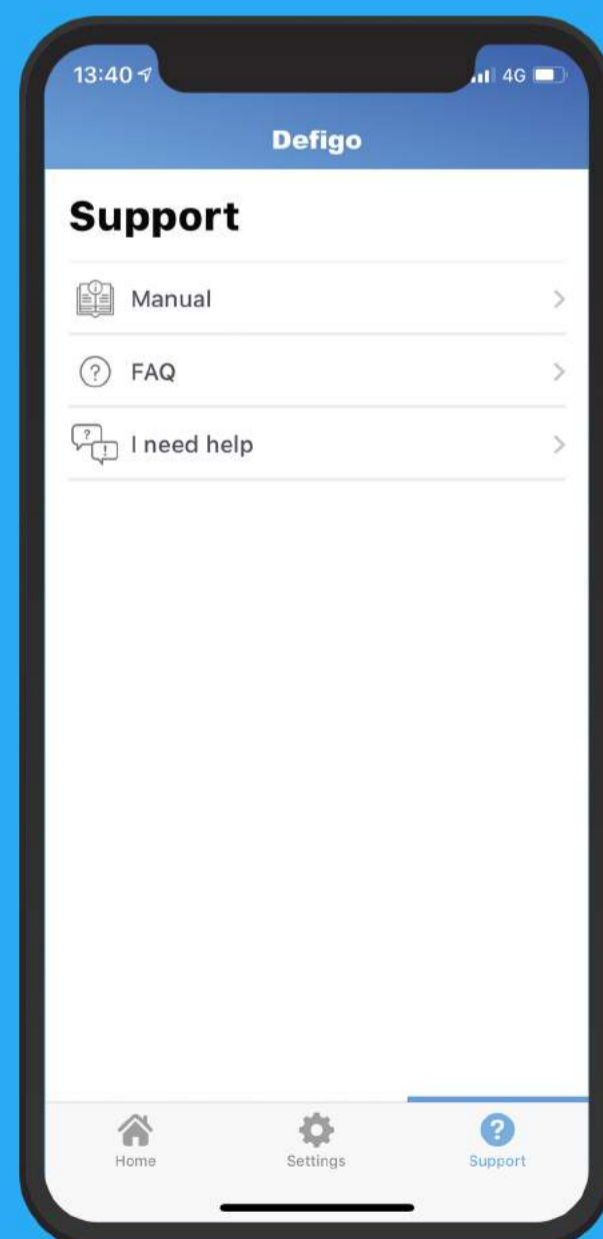 13:40 4G
Defigo
Support
Manual
FAQ
I need help
Home Settings Support